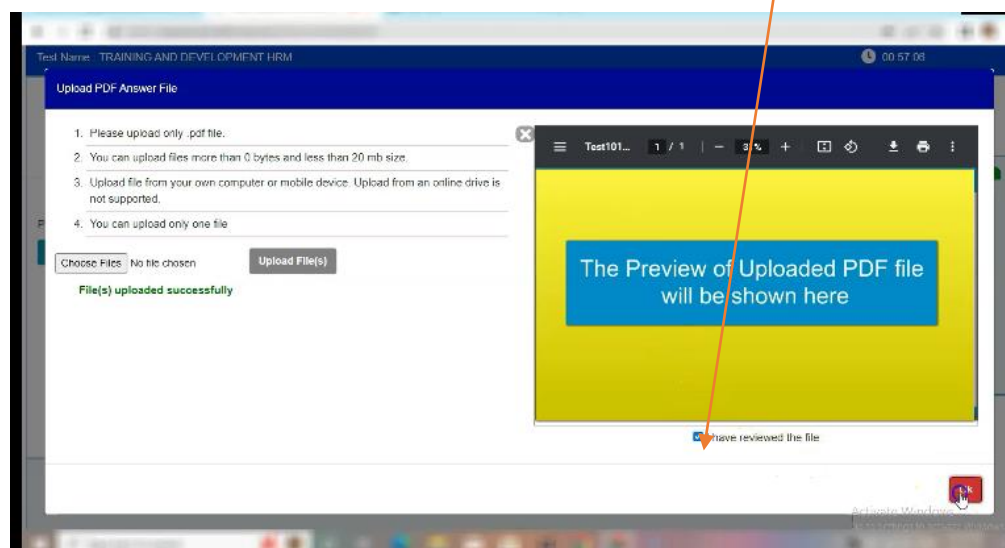 Test Name : TRAINING AND DEVELOPMENT HRM
00:57:06
Upload PDF Answer File
1. Please upload only .pdf file.
2. You can upload files more than 0 bytes and less than 20 mb size.
3. Upload file from your own computer or mobile device. Upload from an online drive is
not supported.
4. You can upload only one file
Choose Files No file chosen
Upload File(s)
File(s) uploaded successfully
Test101... 1 / 1
The Preview of Uploaded PDF file
will be shown here
have reviewed the file
Activate Windows